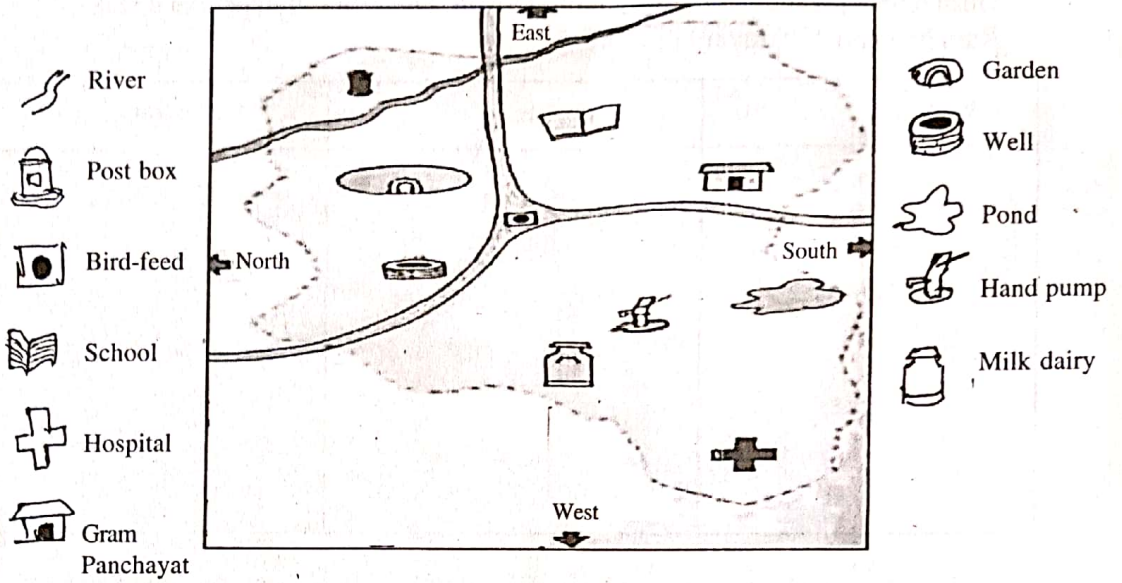 River
Post box
Bird-feed
School
Hospital
Gram
Panchayat
East
North
South
West
Garden
Well
Pond
Hand pump
Milk dairy